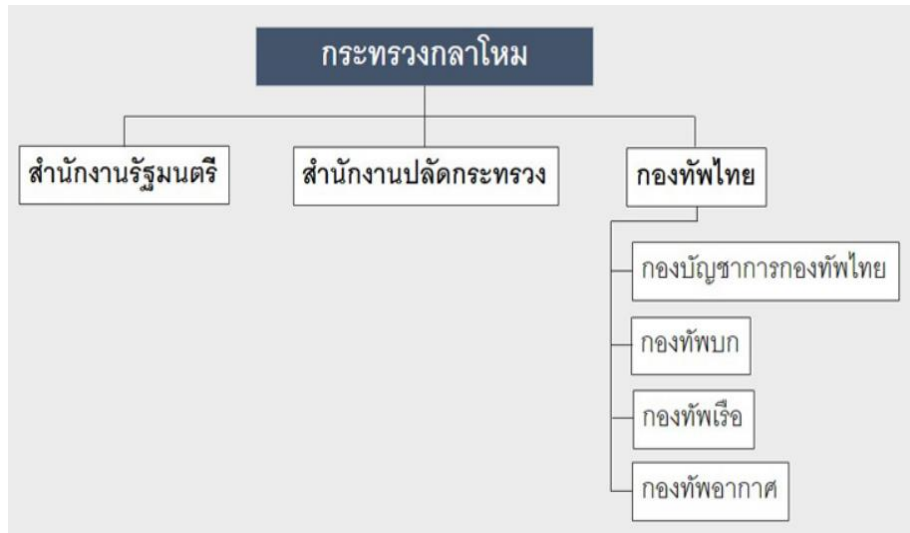 กระทรวงกลาโหม
สำนักงานรัฐมนตรี
สำนักงานปลัดกระทรวง
กองทัพไทย
กองบัญชาการกองทัพไทย
กองทัพบก
กองทัพเรือ
กองทัพอากาศ